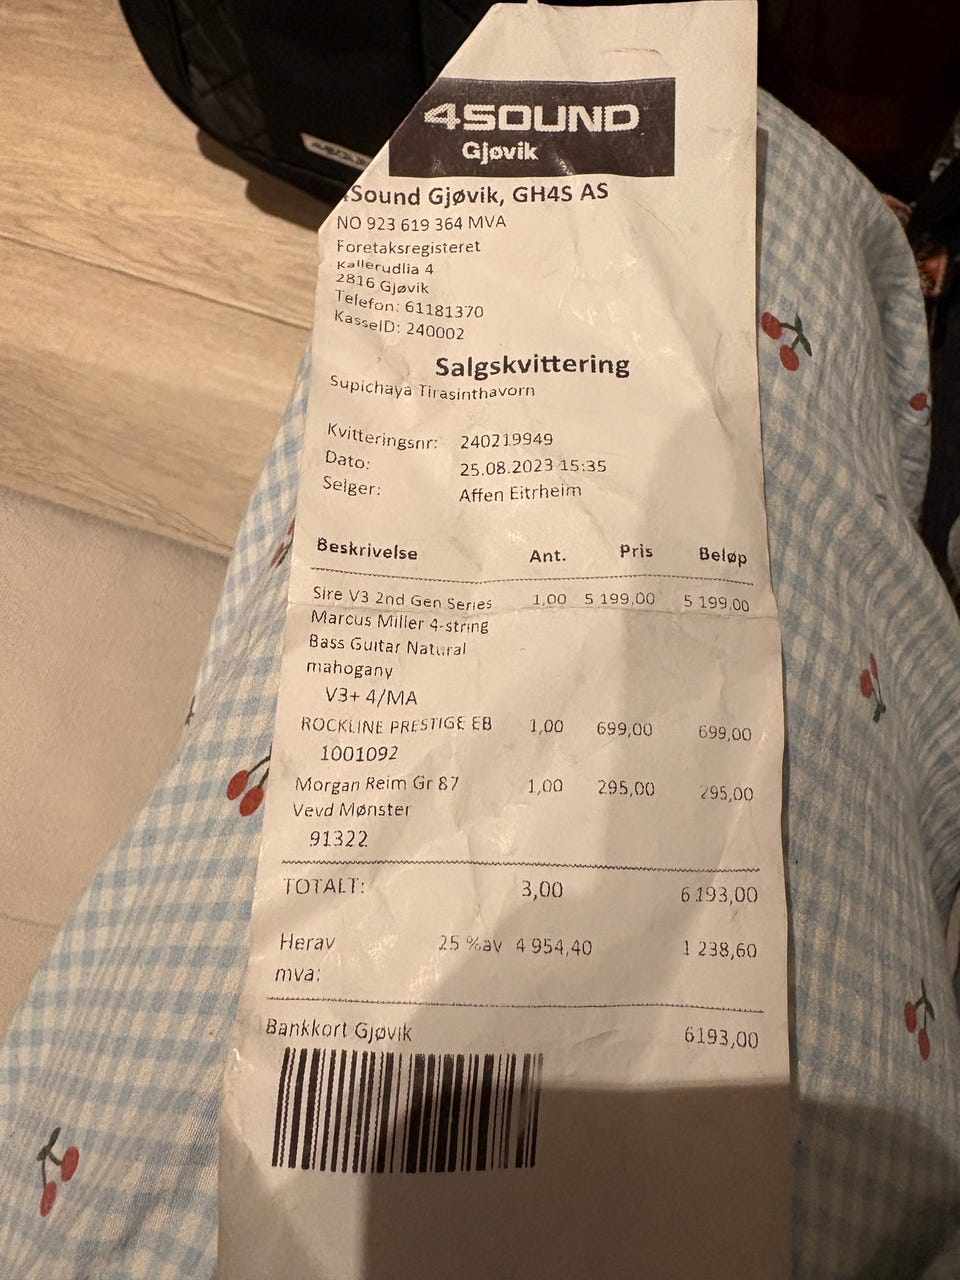 4SOUND
Gjøvik
Sound Gjøvik, GH4S AS
NO 923 619 364 MVA
Foretaksregisteret
Kallerudlia 4
2816 Gjøvik
Telefon: 61181370
KasseID: 240002
Salgskvittering
Supichaya Tirasinthavorn
Kvitteringsnr: 240219949
Dato: 25.08.2023 15:35
Selger: Affen Eitrheim
Beskrivelse Ant. Pris Beløp
Sire V3 2nd Gen Series 1,00 5 199,00 5 199,00
Marcus Miller 4-string
Bass Guitar Natural
mahogany
V3+ 4/MA
ROCKLINE PRESTIGE EB 1,00 699,00 699,00
1001092
Morgan Reim Gr 87 1,00 295,00 295,00
Vevd Mønster
91322
TOTALT: 3,00 6 193,00
Herav 25 %av 4 954,40 1 238,60
mva:
Bankkort Gjøvik 6193,00